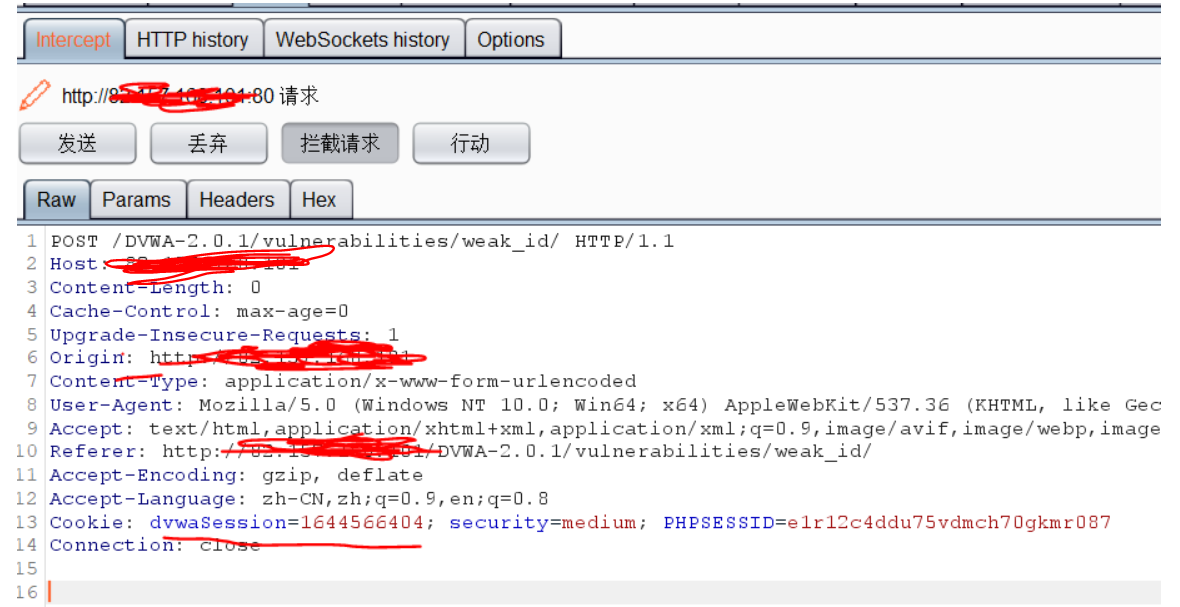 Intercept HTTP history WebSockets history Options
http:// :80 请求
发送 丢弃 拦截请求 行动
Raw Params Headers Hex
1 POST /DVWA-2.0.1/vulnerabilities/weak_id/ HTTP/1.1
2 Host:
3 Content-Length: 0
4 Cache-Control: max-age=0
5 Upgrade-Insecure-Requests: 1
6 Origin: http
7 Content-Type: application/x-www-form-urlencoded
8 User-Agent: Mozilla/5.0 (Windows NT 10.0; Win64; x64) AppleWebKit/537.36 (KHTML, like Gec
9 Accept: text/html,application/xhtml+xml,application/xml;q=0.9,image/avif,image/webp,image
10 Referer: http:/ /DVWA-2.0.1/vulnerabilities/weak_id/
11 Accept-Encoding: gzip, deflate
12 Accept-Language: zh-CN,zh;q=0.9,en;q=0.8
13 Cookie: dvwaSession=1644566404; security=medium; PHPSESSID=e1r12c4ddu75vdmch70gkmr087
14 Connection: close
15
16